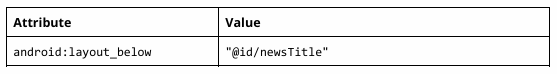 Attribute Value
android:layout_below "@id/newsTitle"